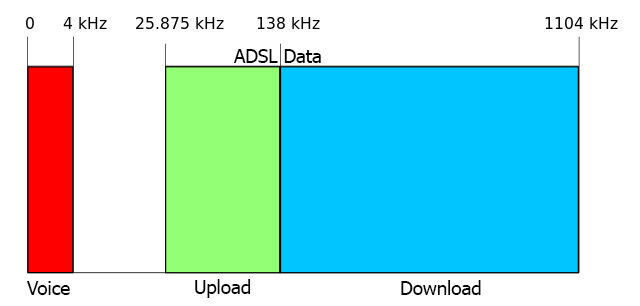 0 4 kHz 25.875 kHz 138 kHz 1104 kHz
ADSL Data
Voice Upload Download